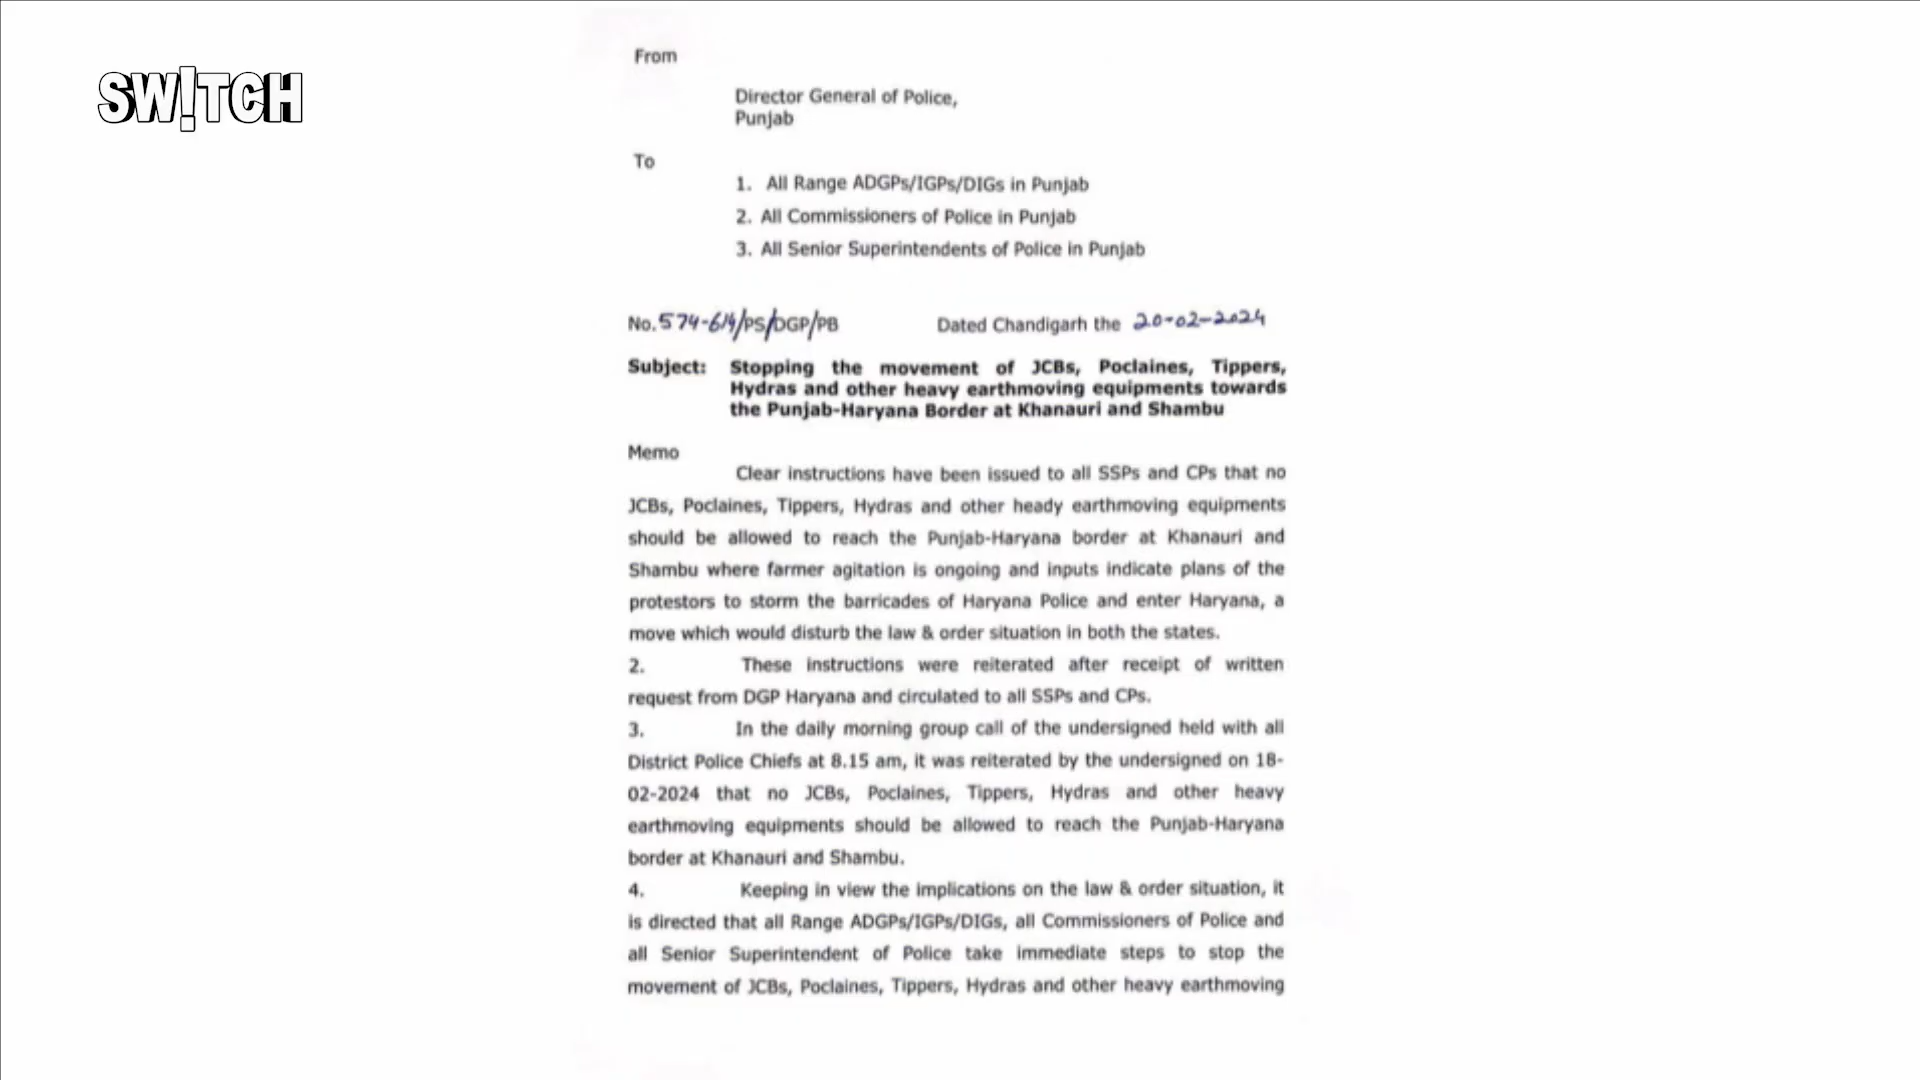 SW!TCH
From
Director General of Police,
Punjab
To
1. All Range ADGPs/IGPs/DIGs in Punjab
2. All Commissioners of Police in Punjab
3. All Senior Superintendents of Police in Punjab
No.574-614/PS/DGP/PB Dated Chandigarh the 20-02-2024
Subject: Stopping the movement of JCBs, Poclaines, Tippers,
Hydras and other heavy earthmoving equipments towards
the Punjab-Haryana Border at Khanauri and Shambu
Memo
Clear instructions have been issued to all SSPs and CPs that no
JCBs, Poclaines, Tippers, Hydras and other heady earthmoving equipments
should be allowed to reach the Punjab-Haryana border at Khanauri and
Shambu where farmer agitation is ongoing and inputs indicate plans of the
protestors to storm the barricades of Haryana Police and enter Haryana, a
move which would disturb the law & order situation in both the states.
2. These instructions were reiterated after receipt of written
request from DGP Haryana and circulated to all SSPs and CPs.
3. In the daily morning group call of the undersigned held with all
District Police Chiefs at 8.15 am, it was reiterated by the undersigned on 18-
02-2024 that no JCBs, Poclaines, Tippers, Hydras and other heavy
earthmoving equipments should be allowed to reach the Punjab-Haryana
border at Khanauri and Shambu.
4. Keeping in view the implications on the law & order situation, it
is directed that all Range ADGPs/IGPs/DIGs, all Commissioners of Police and
all Senior Superintendent of Police take immediate steps to stop the
movement of JCBs, Poclaines, Tippers, Hydras and other heavy earthmoving